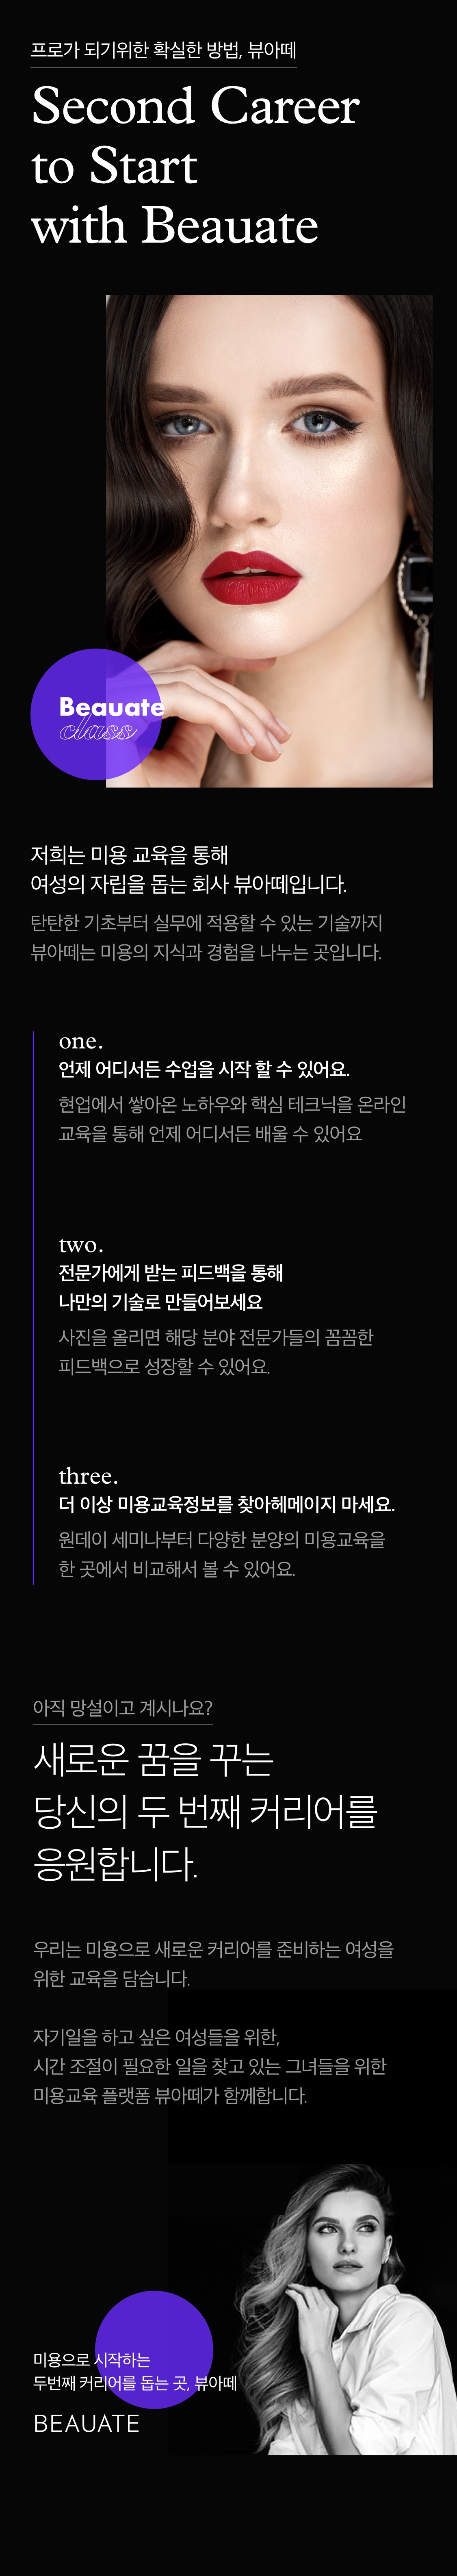 프로가 되기위한 확실한 방법, 뷰아떼
Second Career
to Start
with Beauate
Beauate
class
저희는 미용 교육을 통해
여성의 자립을 돕는 회사 뷰아떼입니다.
탄탄한 기초부터 실무에 적용할 수 있는 기술까지
뷰아떼는 미용의 지식과 경험을 나누는 곳입니다.
one.
언제 어디서든 수업을 시작 할 수 있어요.
현업에서 쌓아온 노하우와 핵심 테크닉을 온라인
교육을 통해 언제 어디서든 배울 수 있어요
two.
전문가에게 받는 피드백을 통해
나만의 기술로 만들어보세요
사진을 올리면 해당 분야 전문가들의 꼼꼼한
피드백으로 성장할 수 있어요.
three.
더 이상 미용교육정보를 찾아헤메이지 마세요.
원데이 세미나부터 다양한 분양의 미용교육을
한 곳에서 비교해서 볼 수 있어요.
아직 망설이고 계시나요?
새로운 꿈을 꾸는
당신의 두 번째 커리어를
응원합니다.
우리는 미용으로 새로운 커리어를 준비하는 여성을
위한 교육을 담습니다.
자기일을 하고 싶은 여성들을 위한,
시간 조절이 필요한 일을 찾고 있는 그녀들을 위한
미용교육 플랫폼 뷰아떼가 함께합니다.
미용으로 시작하는
두번째 커리어를 돕는 곳, 뷰아떼
BEAUATE